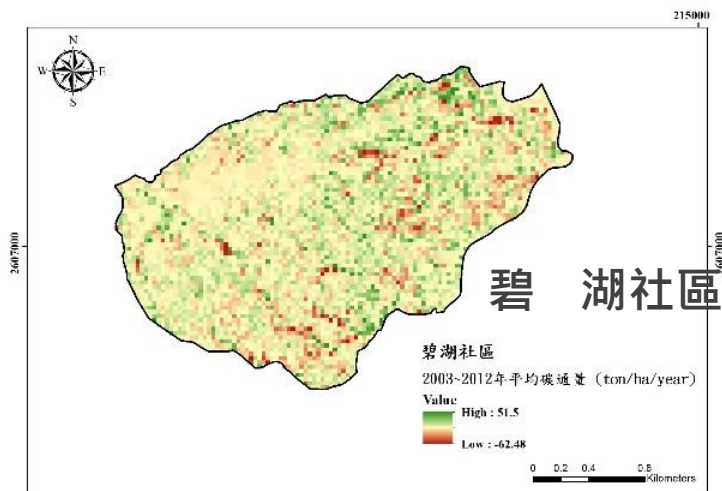 215000
N
W E
S
2607000
2607000
碧 湖社區
碧湖社區
2003~2012年平均碳通量 (ton/ha/year)
Value
High : 51.5
Low : -62.48
0 0.2 0.4 0.8
Kilometers